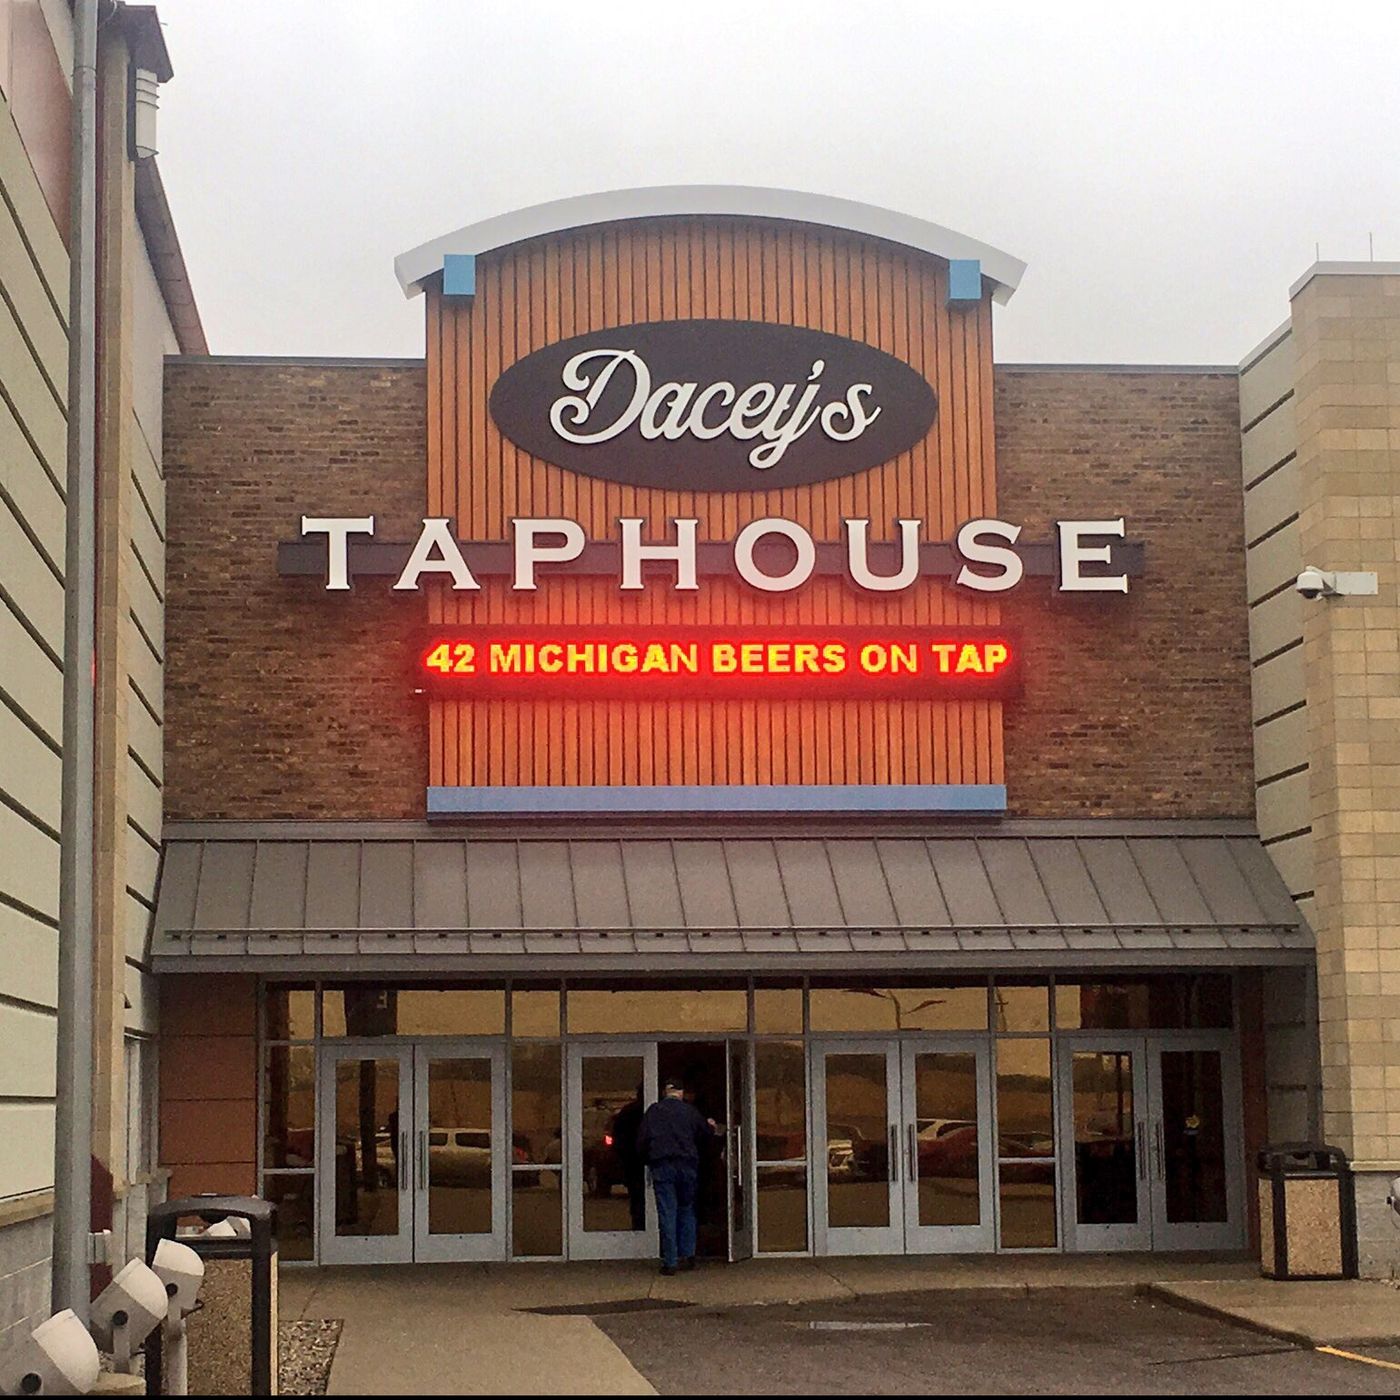 Dacey's
TAPHOUSE
42 MICHIGAN BEERS ON TAP